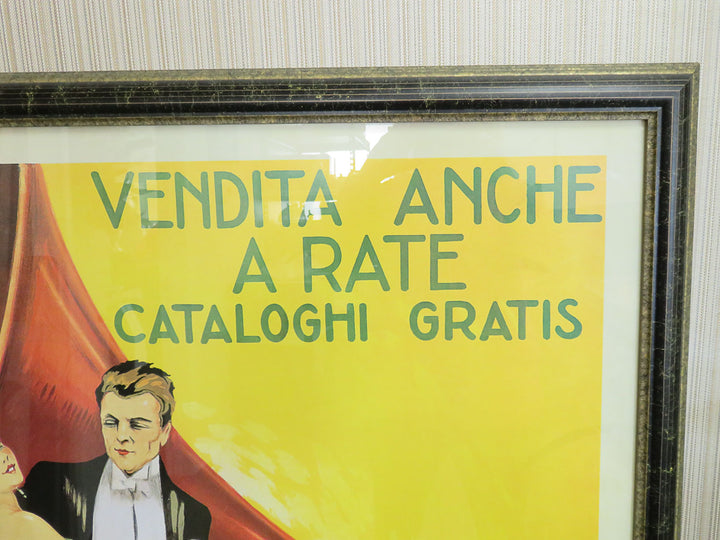 VENDITA ANCHE
A RATE
CATALOGHI GRATIS